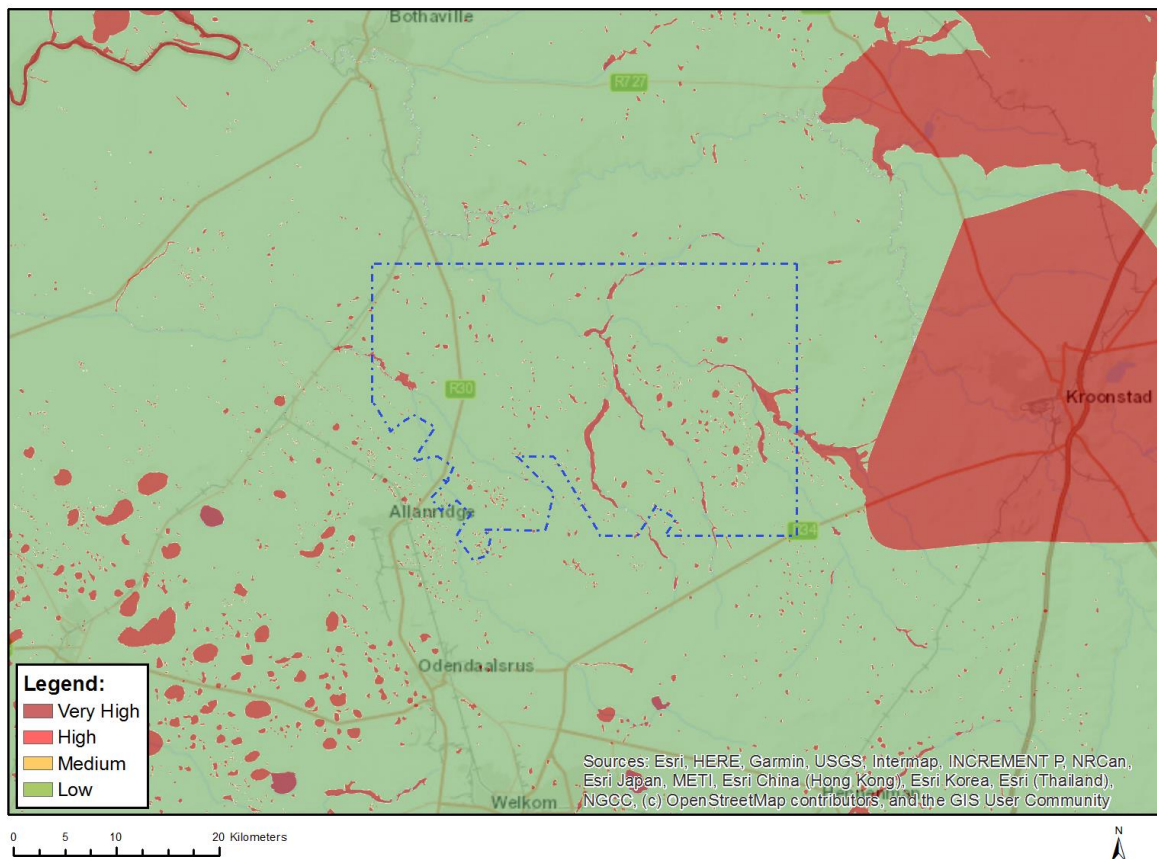 Bothaville
R727
R30
Kroonstad
Allanridge
R34
Odendaalsrus
Legend:
Very High
High
Medium
Low
Sources: Esri, HERE, Garmin, USGS, Intermap, INCREMENT P, NRCan,
Esri Japan, METI, Esri China (Hong Kong), Esri Korea, Esri (Thailand),
NGCC, (c) OpenStreetMap contributors, and the GIS User Community
Welkom
Hennenman
0 5 10 20 Kilometers
N